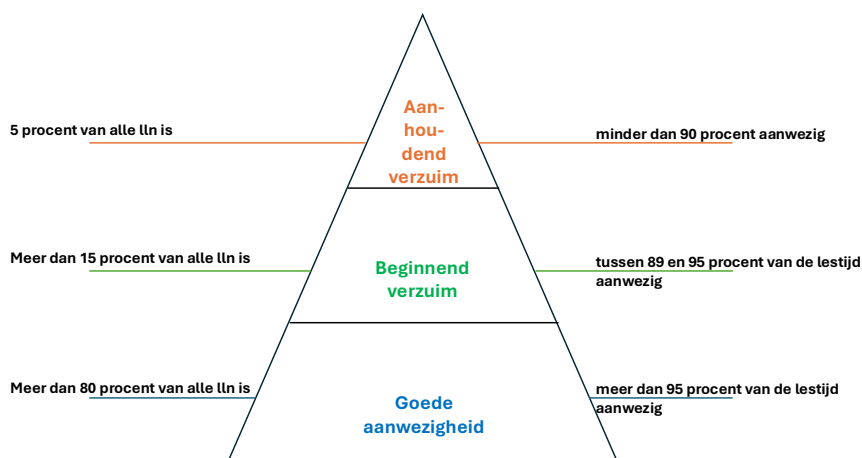 5 procent van alle lln is
Aan-
hou-
dend
verzuim
minder dan 90 procent aanwezig
Meer dan 15 procent van alle lln is
Beginnend
verzuim
tussen 89 en 95 procent van de lestijd
aanwezig
Meer dan 80 procent van alle lln is
Goede
aanwezigheid
meer dan 95 procent van de lestijd
aanwezig